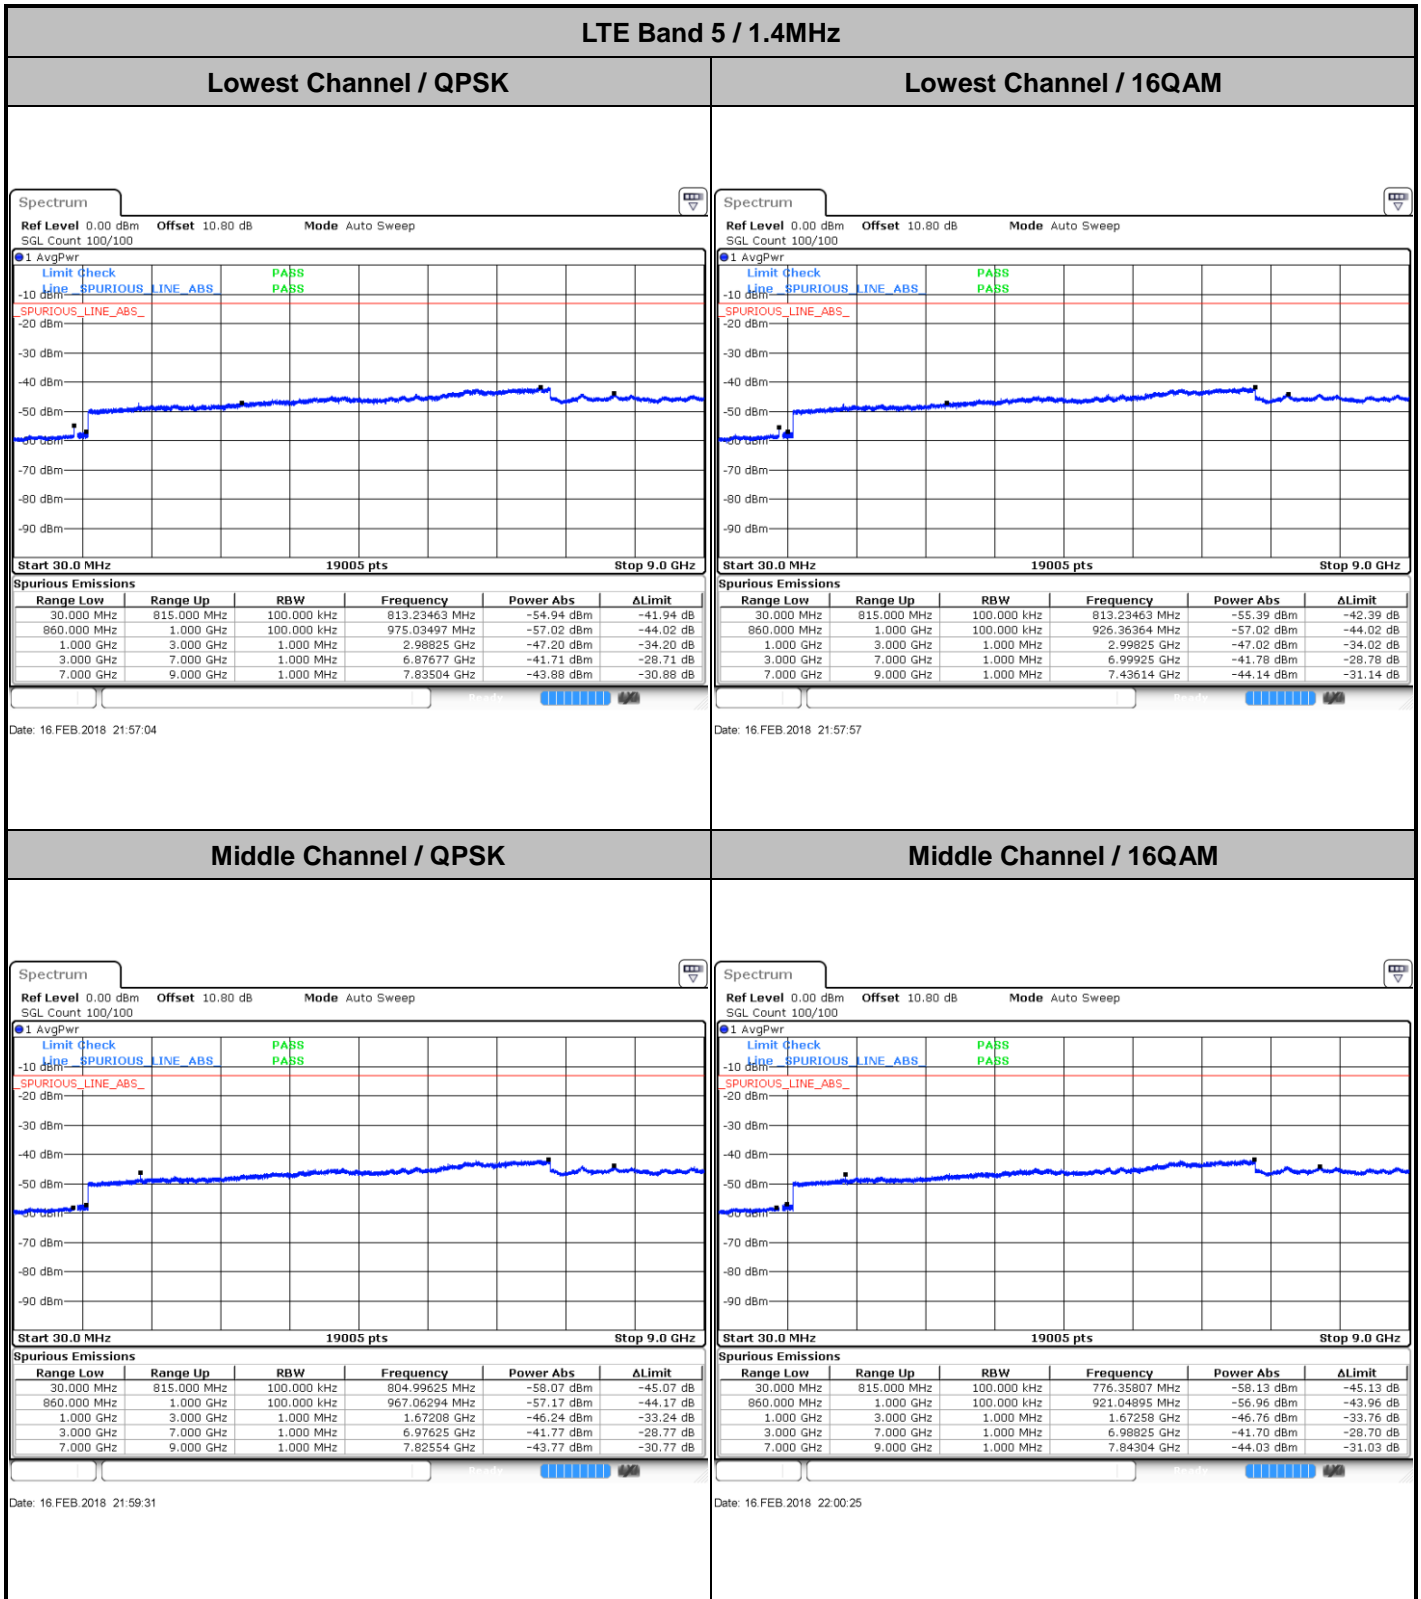 LTE Band 5 / 1.4MHz
Lowest Channel / QPSK
Lowest Channel / 16QAM
Spectrum
Ref Level 0.00 dBm Offset 10.80 dB Mode Auto Sweep
SGL Count 100/100
1 AvgPwr
Limit Check PASS
Line _SPURIOUS_LINE_ABS_ PASS
-10 dBm
_SPURIOUS_LINE_ABS_
-20 dBm
-30 dBm
-40 dBm
-50 dBm
-60 dBm
-70 dBm
-80 dBm
-90 dBm
Start 30.0 MHz 19005 pts Stop 9.0 GHz
Spurious Emissions
Range Low Range Up RBW Frequency Power Abs ΔLimit
30.000 MHz 815.000 MHz 100.000 kHz 813.23463 MHz -54.94 dBm -41.94 dB
860.000 MHz 1.000 GHz 100.000 kHz 975.03497 MHz -57.02 dBm -44.02 dB
1.000 GHz 3.000 GHz 1.000 MHz 2.98825 GHz -47.20 dBm -34.20 dB
3.000 GHz 7.000 GHz 1.000 MHz 6.87677 GHz -41.71 dBm -28.71 dB
7.000 GHz 9.000 GHz 1.000 MHz 7.83504 GHz -43.88 dBm -30.88 dB
Ready
Date: 16.FEB.2018 21:57:04
Spectrum
Ref Level 0.00 dBm Offset 10.80 dB Mode Auto Sweep
SGL Count 100/100
1 AvgPwr
Limit Check PASS
Line _SPURIOUS_LINE_ABS_ PASS
-10 dBm
_SPURIOUS_LINE_ABS_
-20 dBm
-30 dBm
-40 dBm
-50 dBm
-60 dBm
-70 dBm
-80 dBm
-90 dBm
Start 30.0 MHz 19005 pts Stop 9.0 GHz
Spurious Emissions
Range Low Range Up RBW Frequency Power Abs ΔLimit
30.000 MHz 815.000 MHz 100.000 kHz 813.23463 MHz -55.39 dBm -42.39 dB
860.000 MHz 1.000 GHz 100.000 kHz 926.36364 MHz -57.02 dBm -44.02 dB
1.000 GHz 3.000 GHz 1.000 MHz 2.99825 GHz -47.02 dBm -34.02 dB
3.000 GHz 7.000 GHz 1.000 MHz 6.99925 GHz -41.78 dBm -28.78 dB
7.000 GHz 9.000 GHz 1.000 MHz 7.43614 GHz -44.14 dBm -31.14 dB
Ready
Date: 16.FEB.2018 21:57:57
Middle Channel / QPSK
Middle Channel / 16QAM
Spectrum
Ref Level 0.00 dBm Offset 10.80 dB Mode Auto Sweep
SGL Count 100/100
1 AvgPwr
Limit Check PASS
Line _SPURIOUS_LINE_ABS_ PASS
-10 dBm
_SPURIOUS_LINE_ABS_
-20 dBm
-30 dBm
-40 dBm
-50 dBm
-60 dBm
-70 dBm
-80 dBm
-90 dBm
Start 30.0 MHz 19005 pts Stop 9.0 GHz
Spurious Emissions
Range Low Range Up RBW Frequency Power Abs ΔLimit
30.000 MHz 815.000 MHz 100.000 kHz 804.99625 MHz -58.07 dBm -45.07 dB
860.000 MHz 1.000 GHz 100.000 kHz 967.06294 MHz -57.17 dBm -44.17 dB
1.000 GHz 3.000 GHz 1.000 MHz 1.67208 GHz -46.24 dBm -33.24 dB
3.000 GHz 7.000 GHz 1.000 MHz 6.97625 GHz -41.77 dBm -28.77 dB
7.000 GHz 9.000 GHz 1.000 MHz 7.82554 GHz -43.77 dBm -30.77 dB
Ready
Date: 16.FEB.2018 21:59:31
Spectrum
Ref Level 0.00 dBm Offset 10.80 dB Mode Auto Sweep
SGL Count 100/100
1 AvgPwr
Limit Check PASS
Line _SPURIOUS_LINE_ABS_ PASS
-10 dBm
_SPURIOUS_LINE_ABS_
-20 dBm
-30 dBm
-40 dBm
-50 dBm
-60 dBm
-70 dBm
-80 dBm
-90 dBm
Start 30.0 MHz 19005 pts Stop 9.0 GHz
Spurious Emissions
Range Low Range Up RBW Frequency Power Abs ΔLimit
30.000 MHz 815.000 MHz 100.000 kHz 776.35807 MHz -58.13 dBm -45.13 dB
860.000 MHz 1.000 GHz 100.000 kHz 921.04895 MHz -56.96 dBm -43.96 dB
1.000 GHz 3.000 GHz 1.000 MHz 1.67258 GHz -46.76 dBm -33.76 dB
3.000 GHz 7.000 GHz 1.000 MHz 6.98825 GHz -41.70 dBm -28.70 dB
7.000 GHz 9.000 GHz 1.000 MHz 7.84304 GHz -44.03 dBm -31.03 dB
Ready
Date: 16.FEB.2018 22:00:25